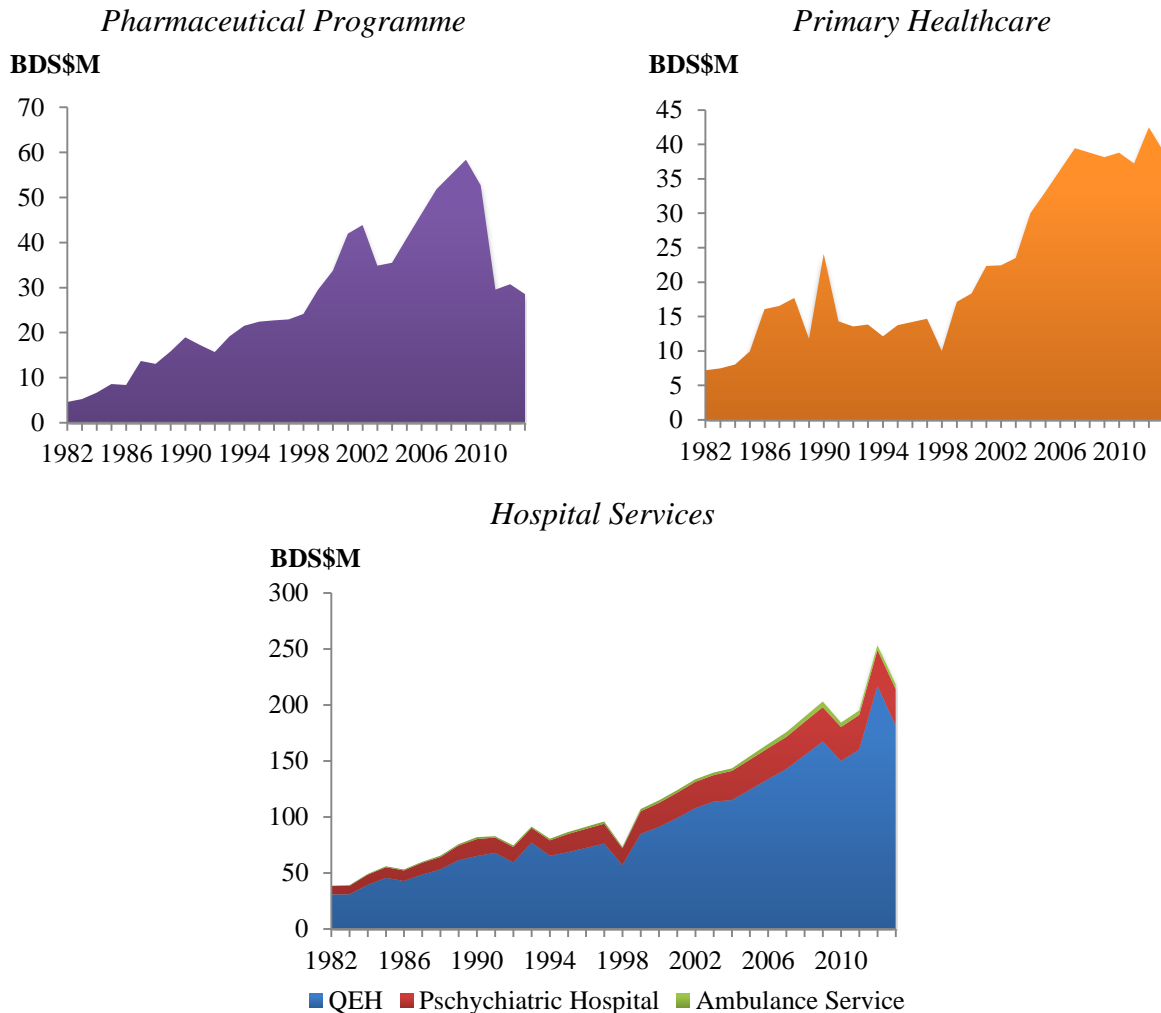 Pharmaceutical Programme
BDS$M
70
60
50
40
30
20
10
0
1982 1986 1990 1994 1998 2002 2006 2010
Primary Healthcare
BDS$M
45
40
35
30
25
20
15
10
5
0
1982 1986 1990 1994 1998 2002 2006 2010
Hospital Services
BDS$M
300
250
200
150
100
50
0
1982 1986 1990 1994 1998 2002 2006 2010
QEH Pschychiatric Hospital Ambulance Service